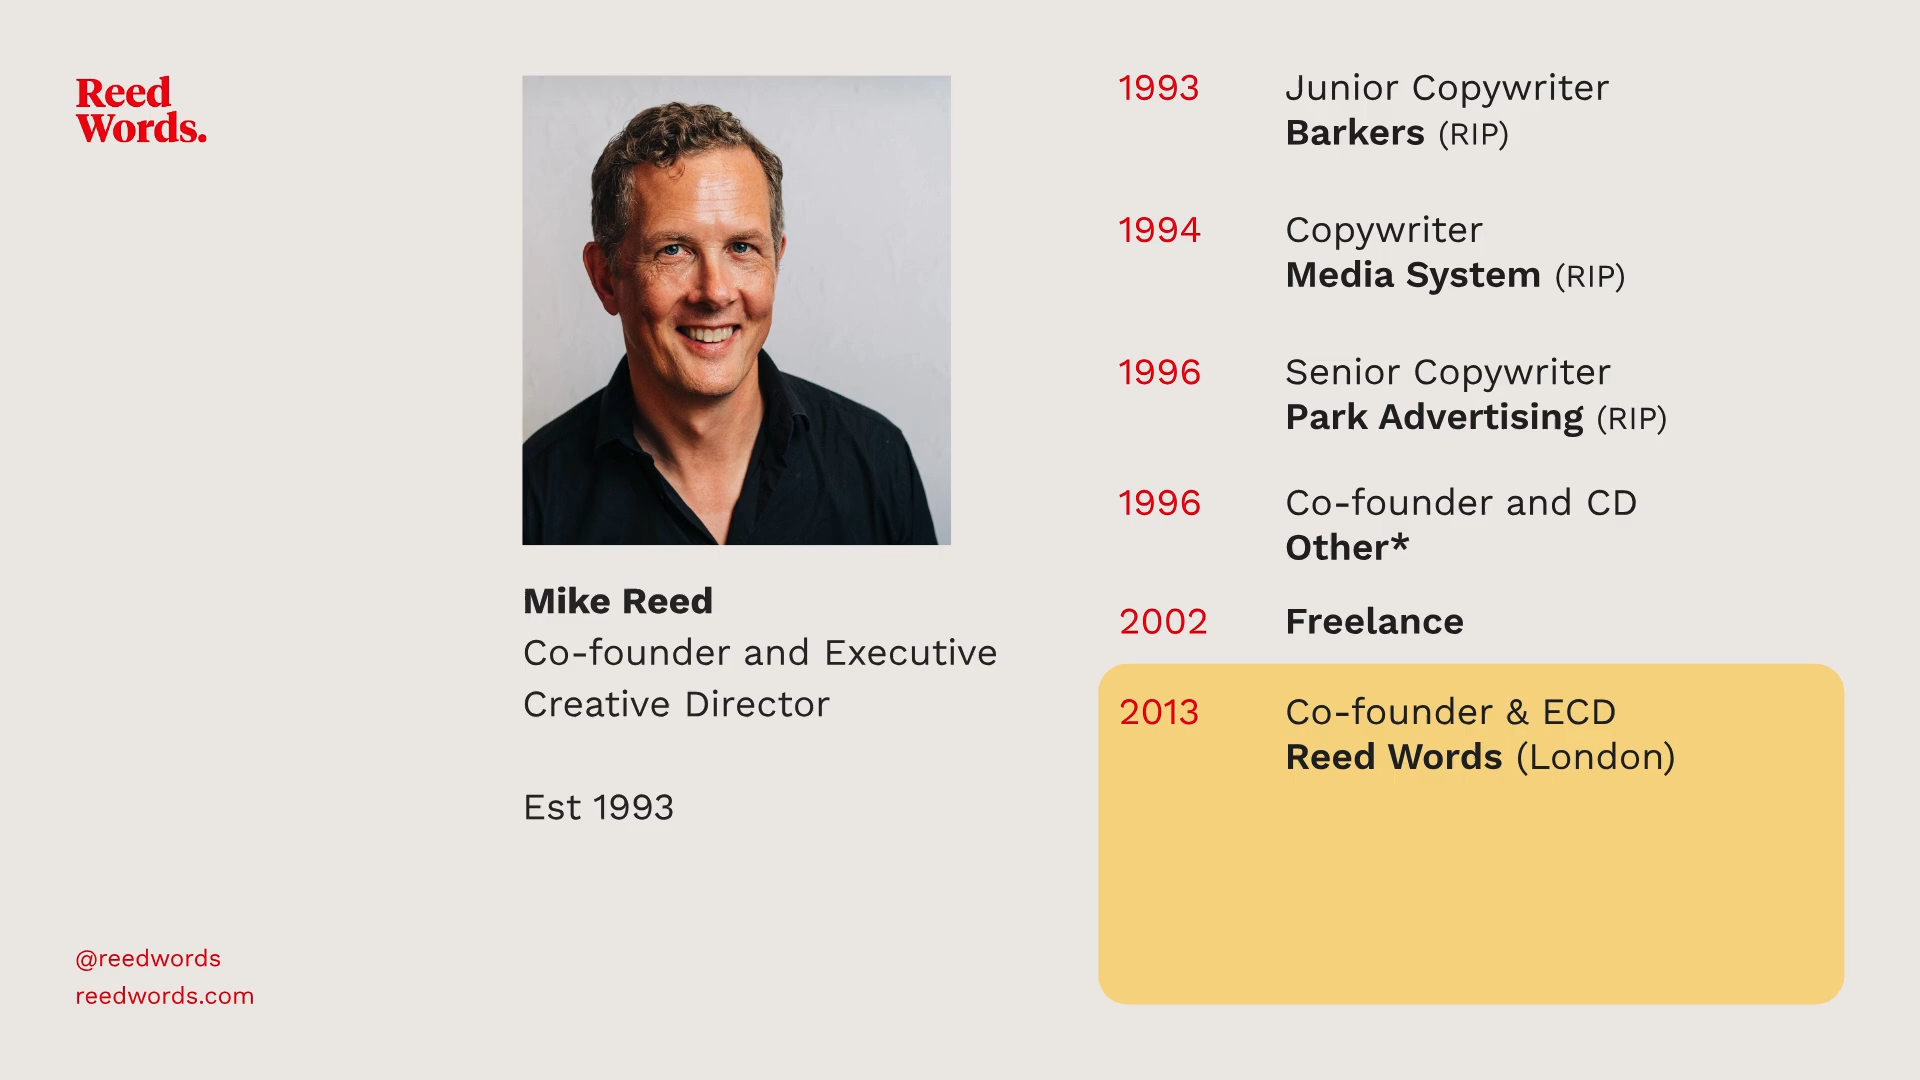 Reed
Words.
Mike Reed
Co-founder and Executive
Creative Director
Est 1993
1993 Junior Copywriter
Barkers (RIP)
1994 Copywriter
Media System (RIP)
1996 Senior Copywriter
Park Advertising (RIP)
1996 Co-founder and CD
Other*
2002 Freelance
2013 Co-founder & ECD
Reed Words (London)
@reedwords
reedwords.com